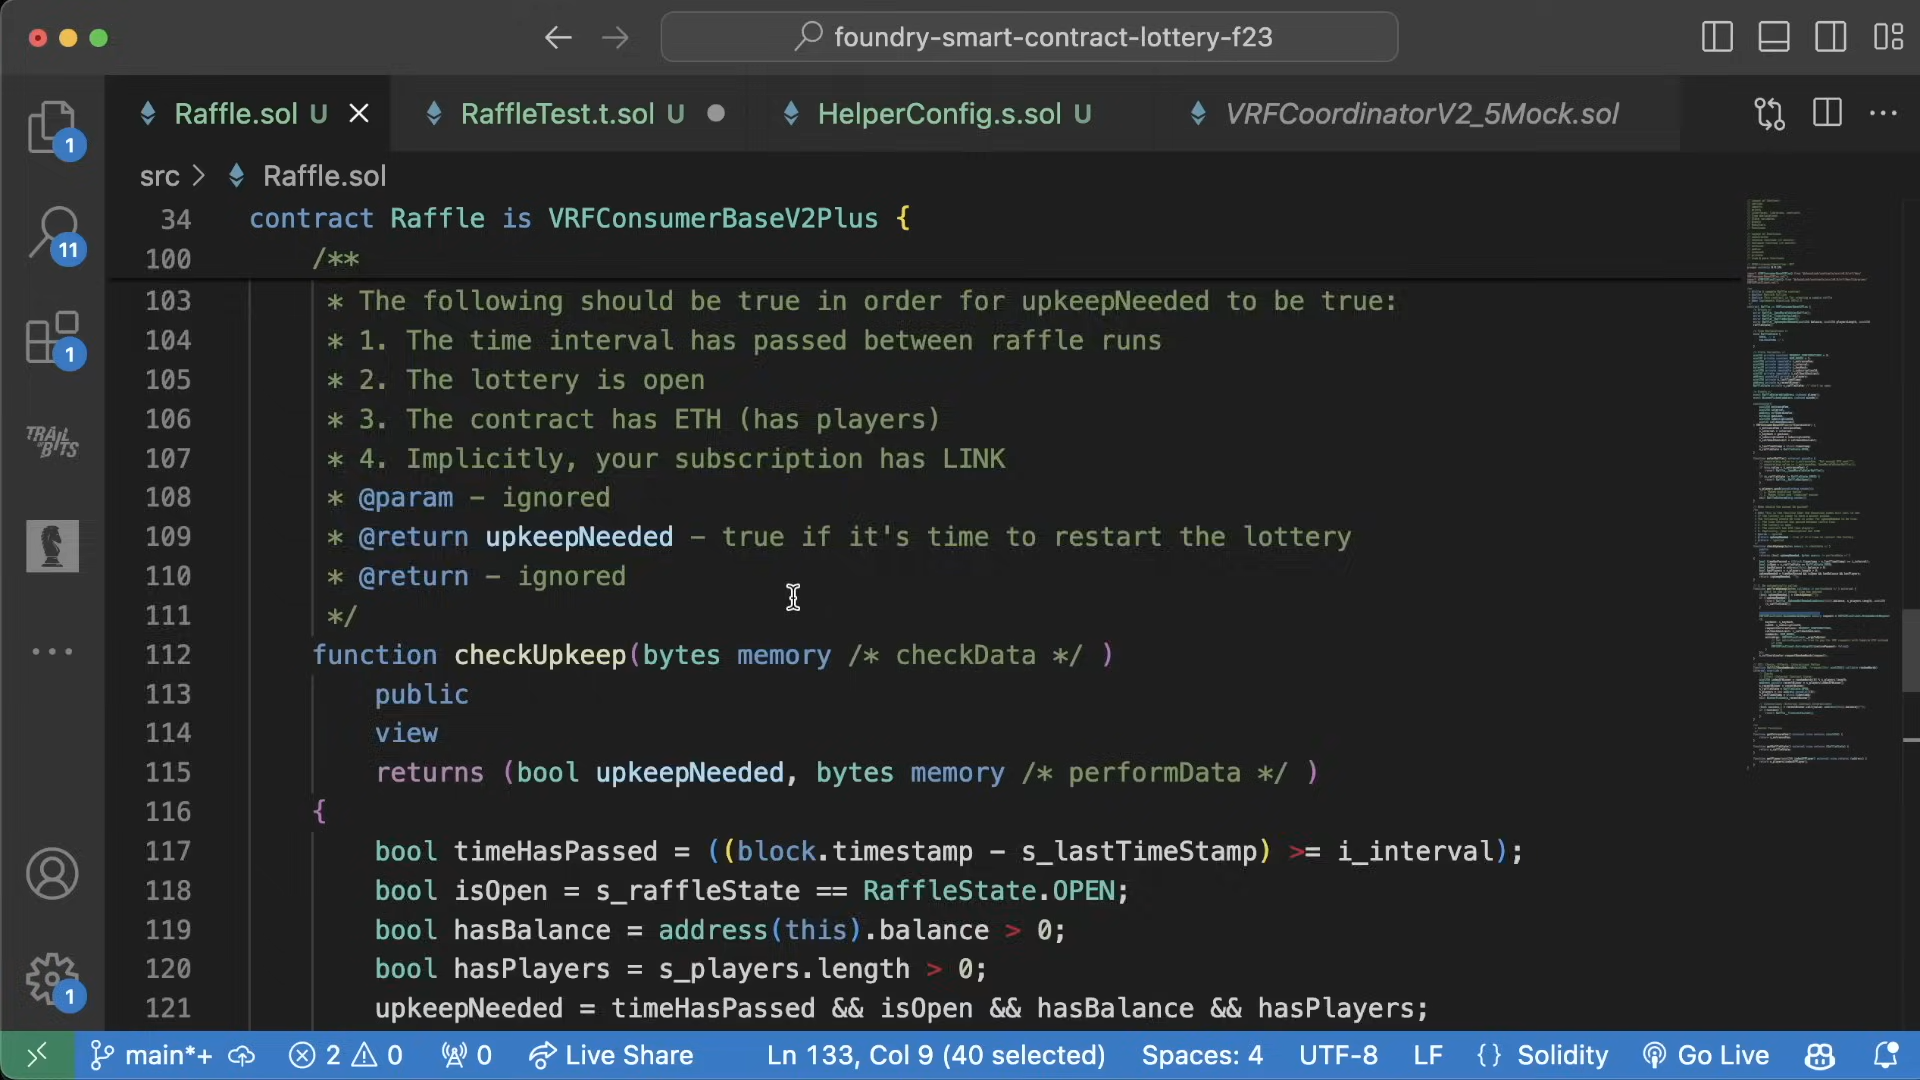 foundry-smart-contract-lottery-f23
Raffle.sol U
RaffleTest.t.sol U
HelperConfig.s.sol U
VRFCoordinatorV2_5Mock.sol
src > Raffle.sol
1
11
1
TRAIL OF BITS
1
34 contract Raffle is VRFConsumerBaseV2Plus {
100 /**
103 * The following should be true in order for upkeepNeeded to be true:
104 * 1. The time interval has passed between raffle runs
105 * 2. The lottery is open
106 * 3. The contract has ETH (has players)
107 * 4. Implicitly, your subscription has LINK
108 * @param - ignored
109 * @return upkeepNeeded - true if it's time to restart the lottery
110 * @return - ignored
111 */
112 function checkUpkeep(bytes memory /* checkData */ )
113 public
114 view
115 returns (bool upkeepNeeded, bytes memory /* performData */ )
116 {
117 bool timeHasPassed = ((block.timestamp - s_lastTimeStamp) >= i_interval);
118 bool isOpen = s_raffleState == RaffleState.OPEN;
119 bool hasBalance = address(this).balance > 0;
120 bool hasPlayers = s_players.length > 0;
121 upkeepNeeded = timeHasPassed && isOpen && hasBalance && hasPlayers;
main*+ 2 0 0 Live Share Ln 133, Col 9 (40 selected) Spaces: 4 UTF-8 LF {} Solidity Go Live